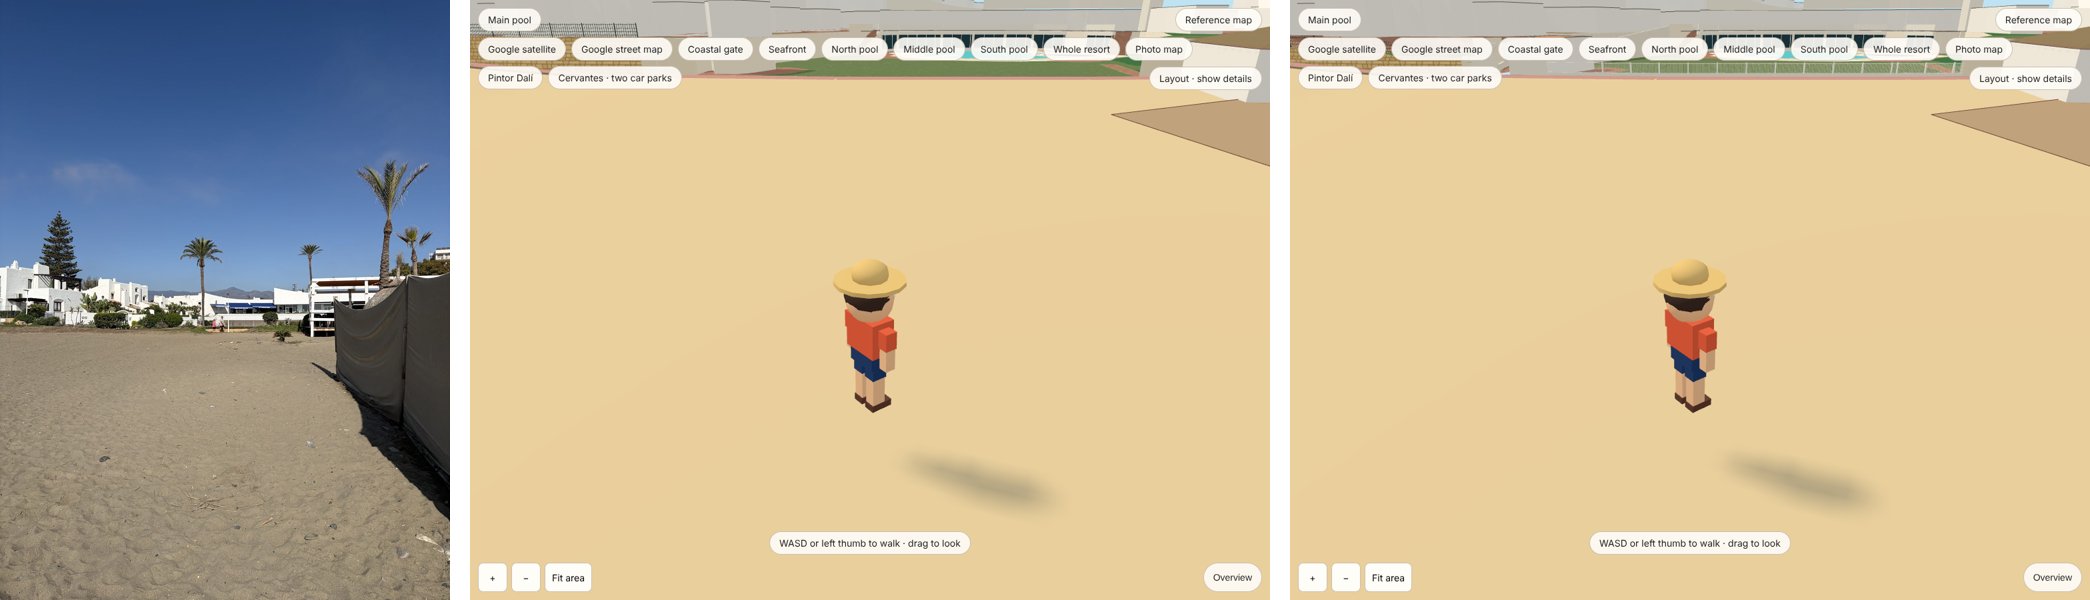 Main pool
Reference map
Google satellite
Google street map
Coastal gate
Seafront
North pool
Middle pool
South pool
Whole resort
Photo map
Pintor Dalí
Cervantes · two car parks
Layout · show details
WASD or left thumb to walk · drag to look
+
−
Fit area
Overview
Main pool
Reference map
Google satellite
Google street map
Coastal gate
Seafront
North pool
Middle pool
South pool
Whole resort
Photo map
Pintor Dalí
Cervantes · two car parks
Layout · show details
WASD or left thumb to walk · drag to look
+
−
Fit area
Overview